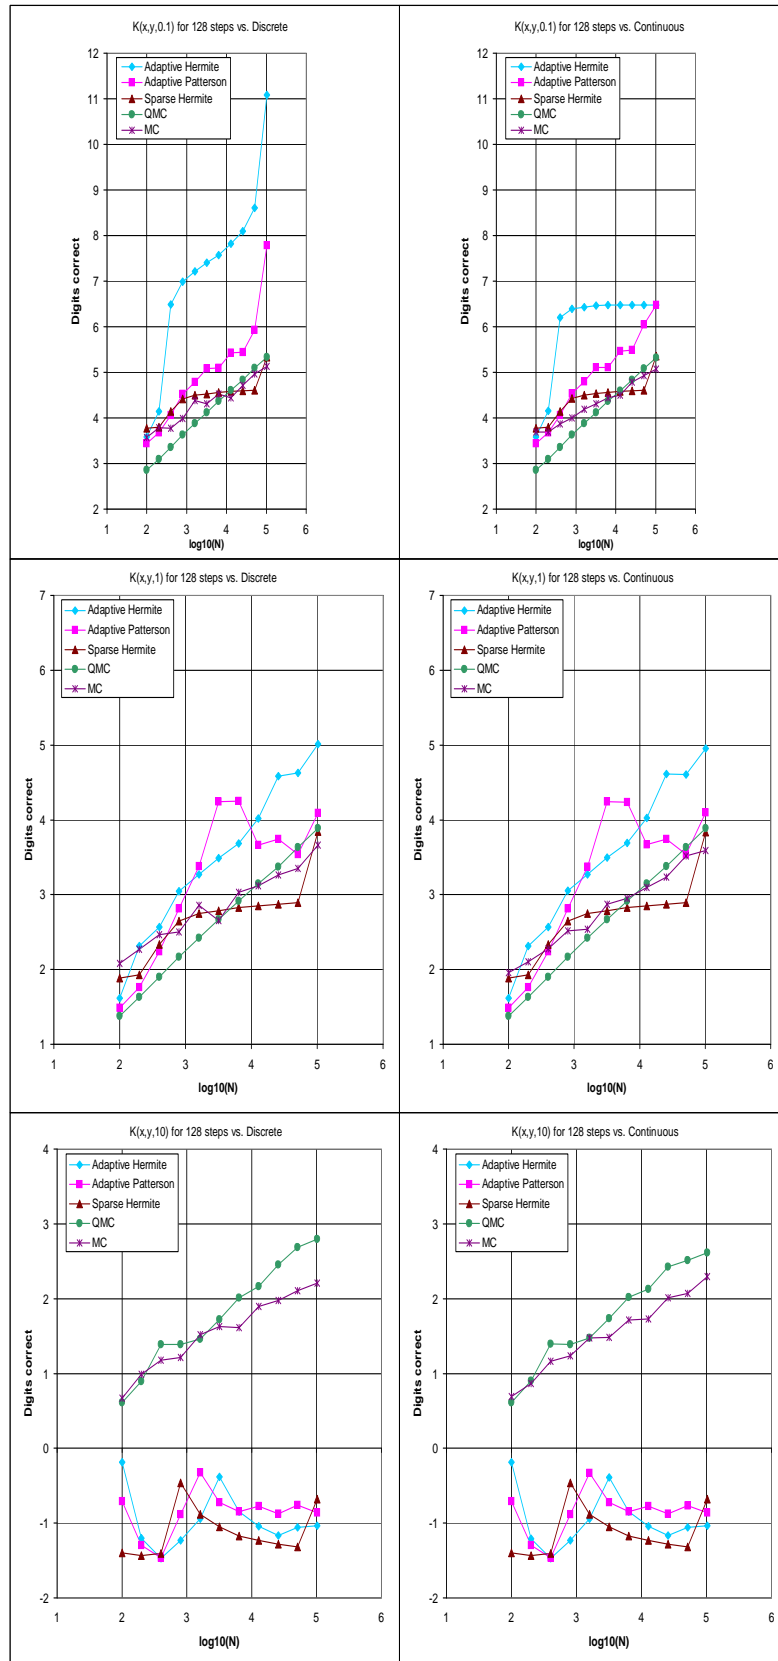 K(x,y,0.1) for 128 steps vs. Discrete
12
11
10
9
8
7
6
5
4
3
2
Digits correct
Adaptive Hermite
Adaptive Patterson
Sparse Hermite
QMC
MC
1 2 3 4 5 6
log10(N)
K(x,y,0.1) for 128 steps vs. Continuous
12
11
10
9
8
7
6
5
4
3
2
Digits correct
Adaptive Hermite
Adaptive Patterson
Sparse Hermite
QMC
MC
1 2 3 4 5 6
log10(N)
K(x,y,1) for 128 steps vs. Discrete
7
6
5
4
3
2
1
Digits correct
Adaptive Hermite
Adaptive Patterson
Sparse Hermite
QMC
MC
1 2 3 4 5 6
log10(N)
K(x,y,1) for 128 steps vs. Continuous
7
6
5
4
3
2
1
Digits correct
Adaptive Hermite
Adaptive Patterson
Sparse Hermite
QMC
MC
1 2 3 4 5 6
log10(N)
K(x,y,10) for 128 steps vs. Discrete
4
3
2
1
0
-1
-2
Digits correct
Adaptive Hermite
Adaptive Patterson
Sparse Hermite
QMC
MC
1 2 3 4 5 6
log10(N)
K(x,y,10) for 128 steps vs. Continuous
4
3
2
1
0
-1
-2
Digits correct
Adaptive Hermite
Adaptive Patterson
Sparse Hermite
QMC
MC
1 2 3 4 5 6
log10(N)